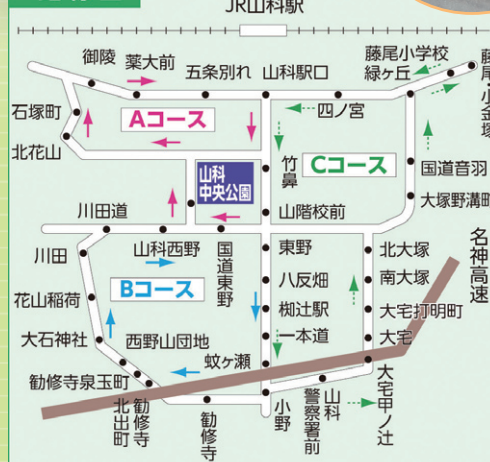 JR山科駅
御陵
薬大前
五条別れ
山科駅口
藤尾小学校
緑ヶ丘
藤尾・小金塚
四ノ宮
石塚町
Aコース
北花山
山科
中央公園
竹鼻
Cコース
国道音羽
大塚野溝町
山階校前
川田道
山科西野
国道東野
東野
北大塚
名神高速
川田
八反畑
南大塚
Bコース
花山稲荷
椥辻駅
大宅打明町
大石神社
西野山団地
一本道
大宅
蚊ヶ瀬
勧修寺泉玉町
北出町
勧修寺
勧修寺
小野
山科
警察署前
大宅甲ノ辻